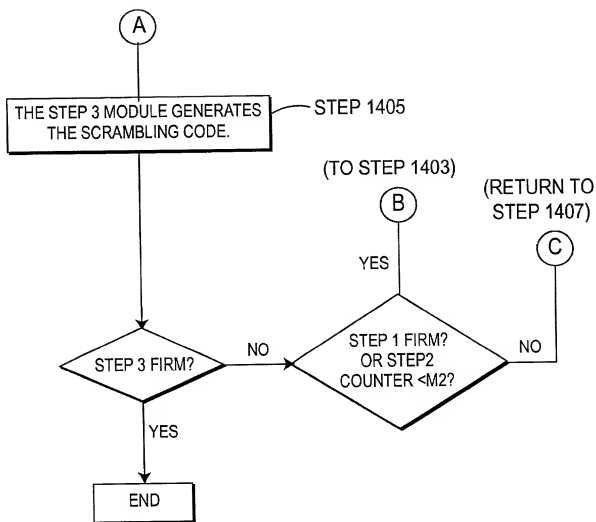 A
THE STEP 3 MODULE GENERATES
THE SCRAMBLING CODE.
STEP 1405
(TO STEP 1403)
B
(RETURN TO
STEP 1407)
C
YES
STEP 3 FIRM?
NO
STEP 1 FIRM?
OR STEP2
COUNTER <M2?
NO
YES
END